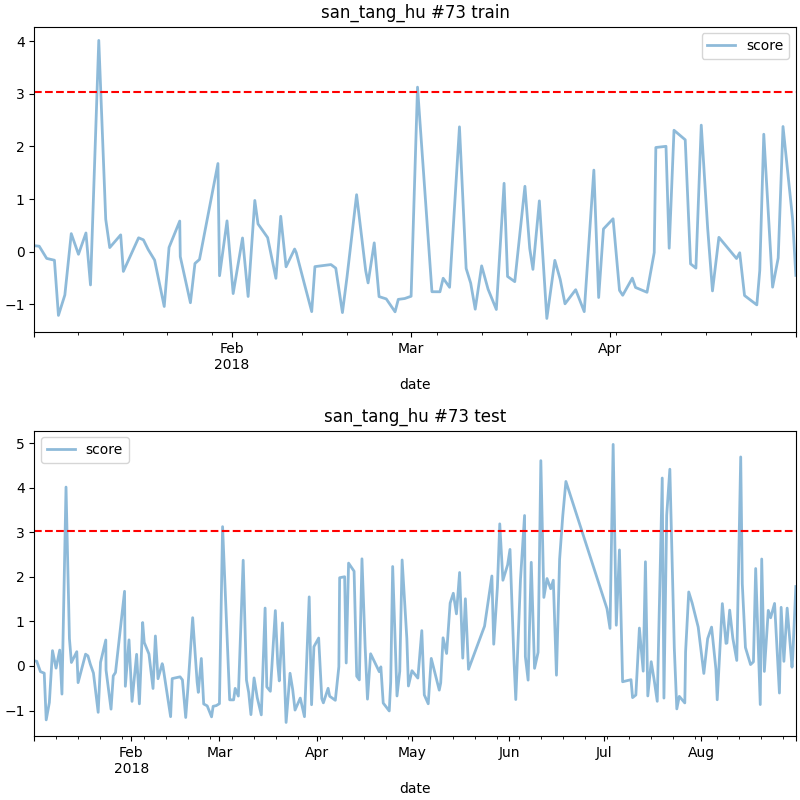 san_tang_hu #73 train
4
3
2
1
0
−1
score
Feb
2018
Mar
Apr
date
san_tang_hu #73 test
5
4
3
2
1
0
−1
score
Feb
2018
Mar
Apr
May
Jun
Jul
Aug
date